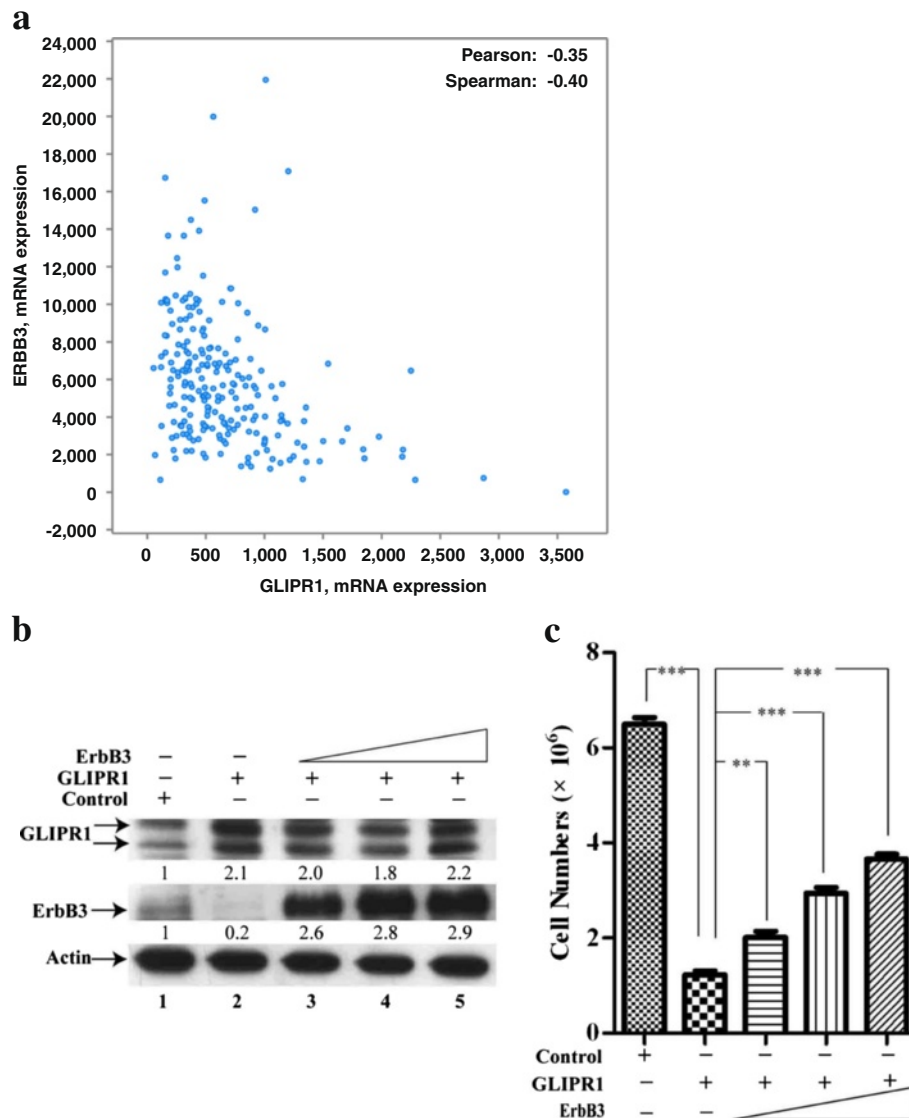 a
Pearson: -0.35
Spearman: -0.40
24,000
22,000
20,000
18,000
16,000
14,000
12,000
10,000
8,000
6,000
4,000
2,000
0
-2,000
ERBB3, mRNA expression
0 500 1,000 1,500 2,000 2,500 3,000 3,500
GLIPR1, mRNA expression
b
ErbB3 – –
GLIPR1 – + + + +
Control + – – – –
GLIPR1
1 2.1 2.0 1.8 2.2
ErbB3
1 0.2 2.6 2.8 2.9
Actin
1 2 3 4 5
c
8
6
4
2
0
Cell Numbers (× 10⁶)
*** ***
***
**
Control + – – – –
GLIPR1 – + + + +
ErbB3 – –